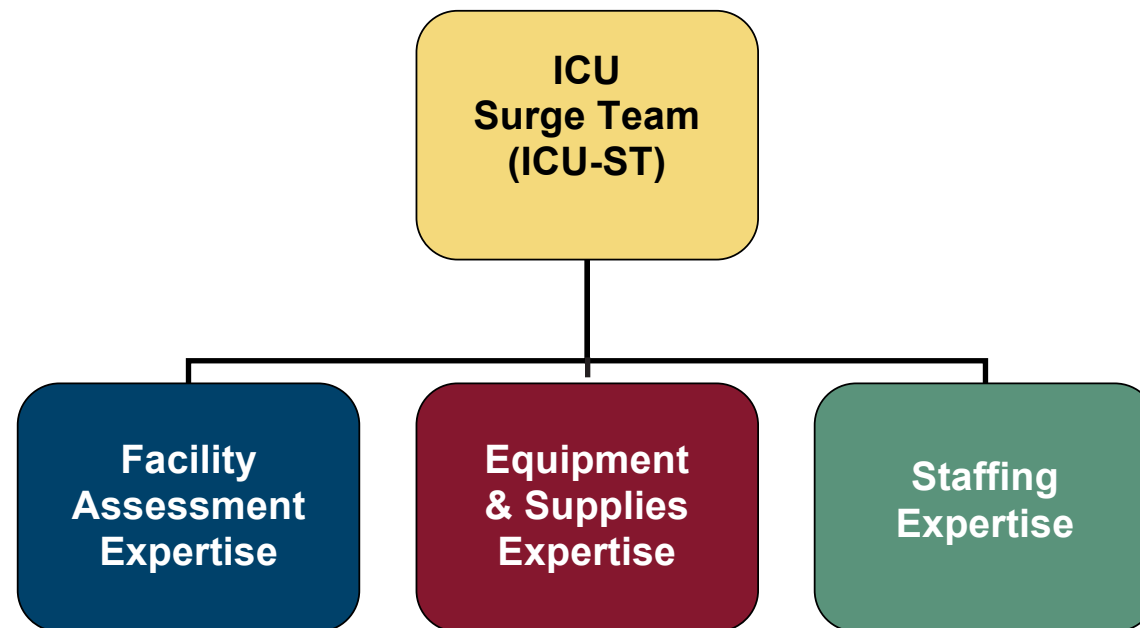 ICU
Surge Team
(ICU-ST)
Facility
Assessment
Expertise
Equipment
& Supplies
Expertise
Staffing
Expertise